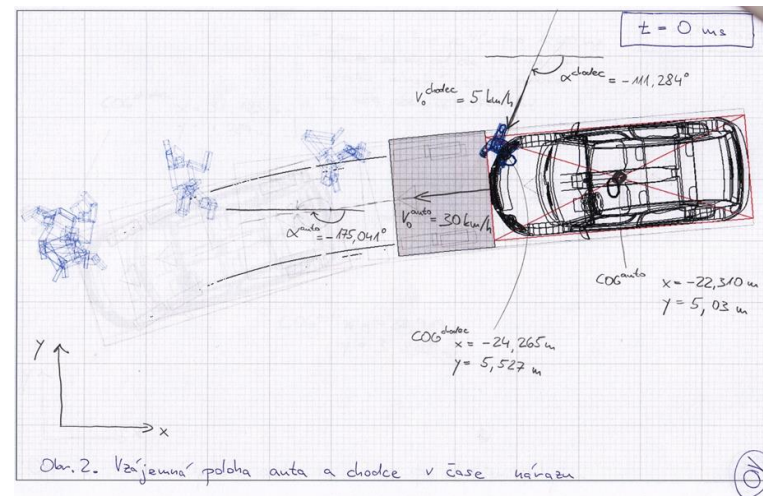 t = 0 ms
α^chodec = -111,284°
v₀^chodec = 5 km/h
v₀^auto = 30 km/h
α^auto = -175,041°
COG^auto x = -22,310 m
y = 5,03 m
COG^chodec
x = -24,265 m
y = 5,527 m
y
x
Obr. 2. Vzájemná poloha auta a chodce v čase nárazu